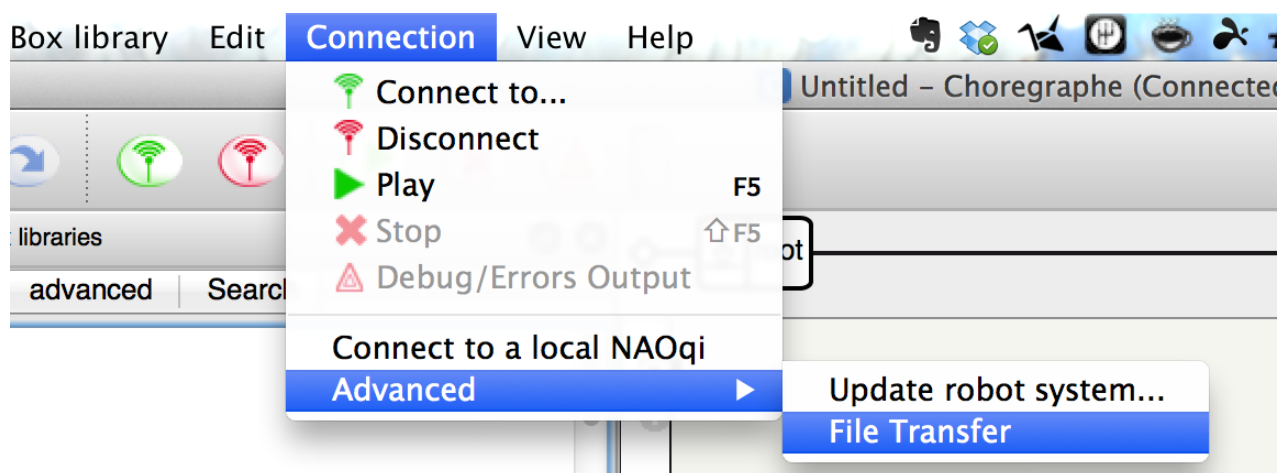 Box library Edit Connection View Help
Untitled – Choregraphe (Connected
Connect to...
Disconnect
Play F5
Stop ⇧F5
Debug/Errors Output
libraries
advanced Search
ot
Connect to a local NAOqi
Advanced ▶
Update robot system...
File Transfer